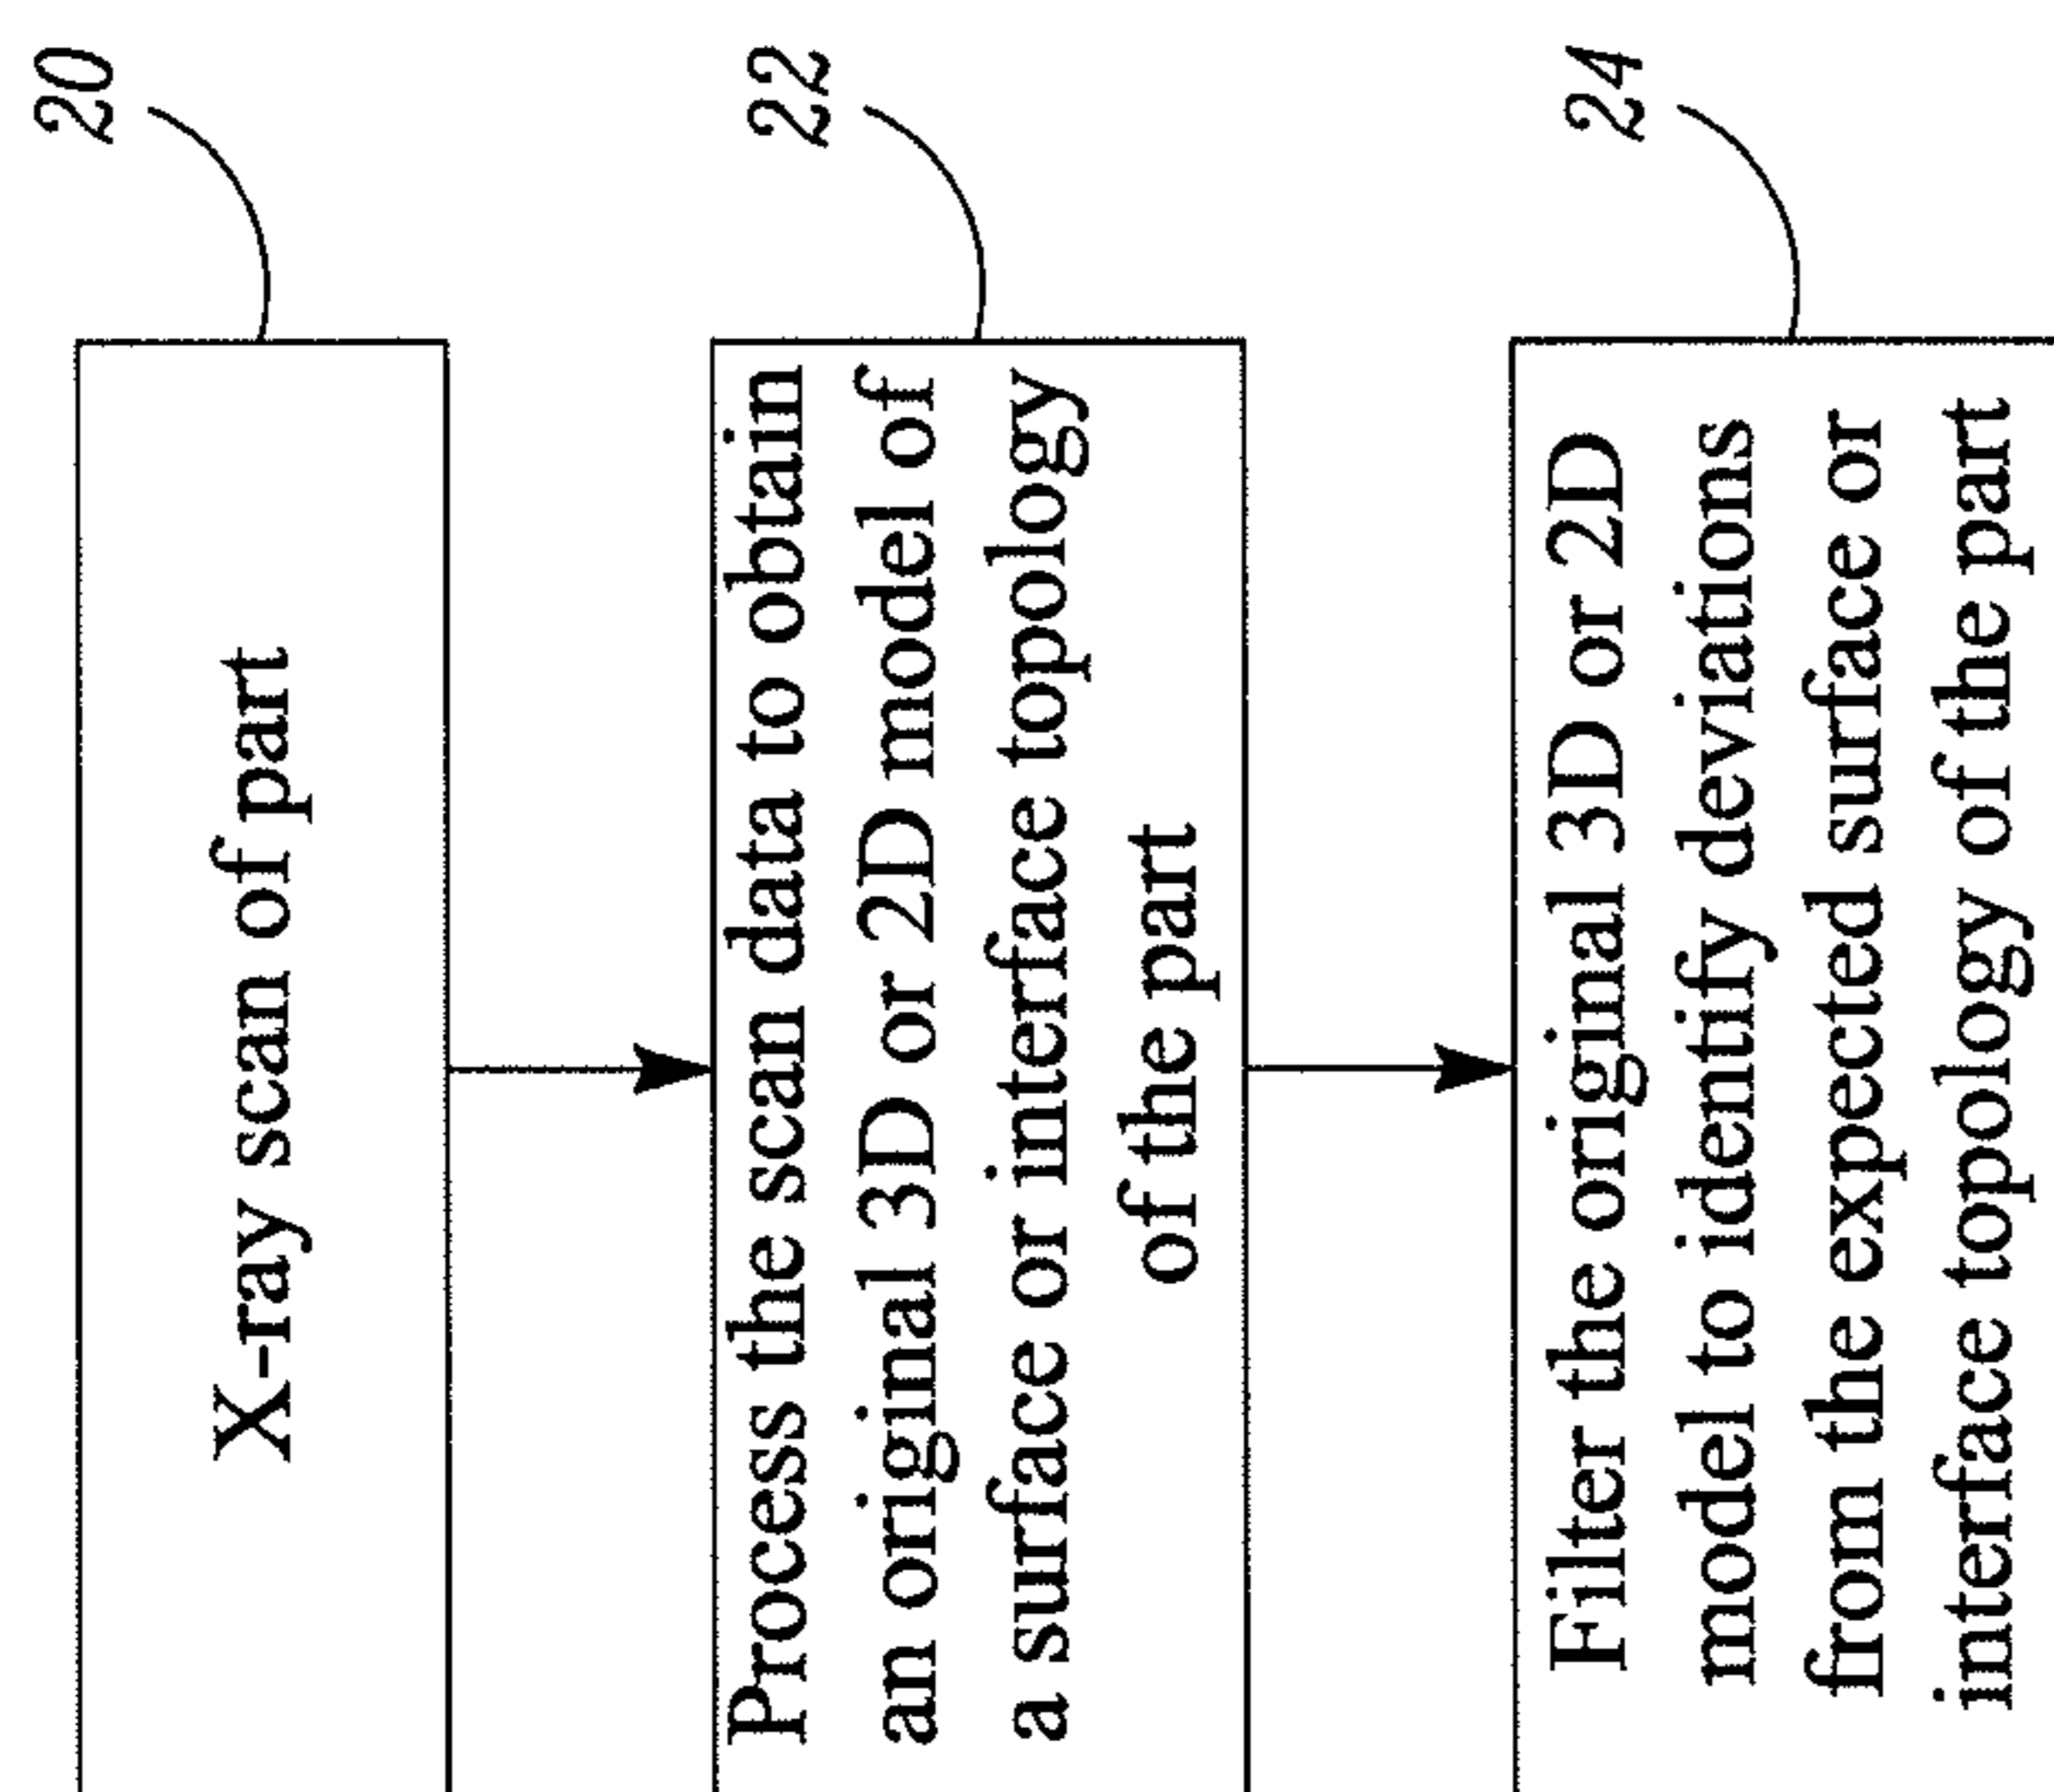 20
X-ray scan of part
22
Process the scan data to obtain
an original 3D or 2D model of
a surface or interface topology
of the part
24
Filter the original 3D or 2D
model to identify deviations
from the expected surface or
interface topology of the part